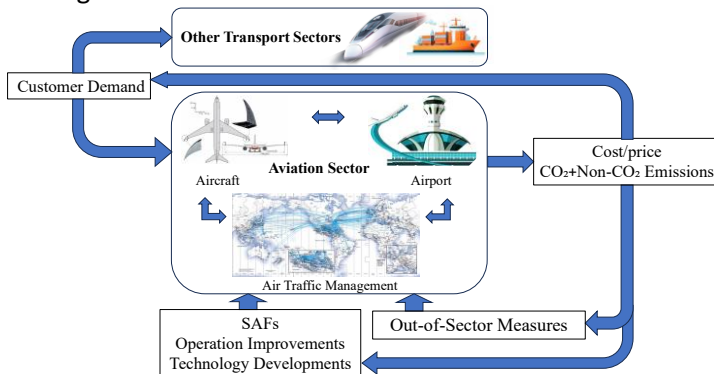 Other Transport Sectors
Customer Demand
Aviation Sector
Aircraft
Airport
Cost/price
CO₂+Non-CO₂ Emissions
Air Traffic Management
SAFs
Operation Improvements
Technology Developments
Out-of-Sector Measures